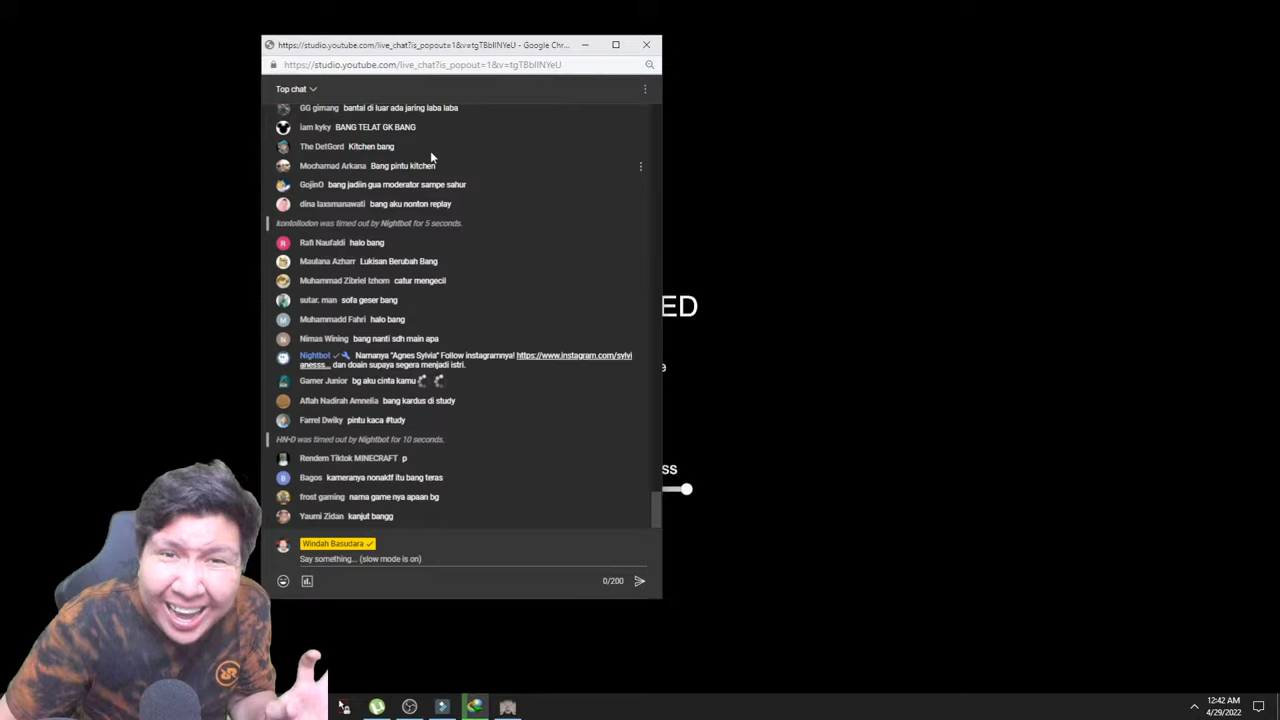 https://studio.youtube.com/live_chat?is_popout=1&v=tgTBbIINYeU - Google Chr...
https://studio.youtube.com/live_chat?is_popout=1&v=tgTBbIINYeU
Top chat
GG gimang bantal di luar ada jaring laba laba
iam kyky BANG TELAT GK BANG
The DetGord Kitchen bang
Mochamad Arkana Bang pintu kitchen
GojinO bang jadiin gua moderator sampe sahur
dina laxsmanawati bang aku nonton replay
kontollodon was timed out by Nightbot for 5 seconds.
R Rafi Naufaldi halo bang
Maulana Azharr Lukisan Berubah Bang
Muhammad Zibriel Izhom catur mengecil
sutar. man sofa geser bang
M Muhammadd Fahri halo bang
N Nimas Wining bang nanti sdh main apa
Nightbot Namanya "Agnes Sylvia" Follow instagramnya! https://www.instagram.com/sylvi
anesss... dan doain supaya segera menjadi istri.
Gamer Junior bg aku cinta kamu
Aflah Nadirah Amnelia bang kardus di study
Farrel Dwiky pintu kaca #tudy
HN-D was timed out by Nightbot for 10 seconds.
Rendem Tiktok MINECRAFT p
B Bagos kameranya nonaktf itu bang teras
frost gaming nama game nya apaan bg
Yaumi Zidan kanjut bangg
Windah Basudara
Say something... (slow mode is on)
0/200
ED
e
ss
12:42 AM
4/29/2022